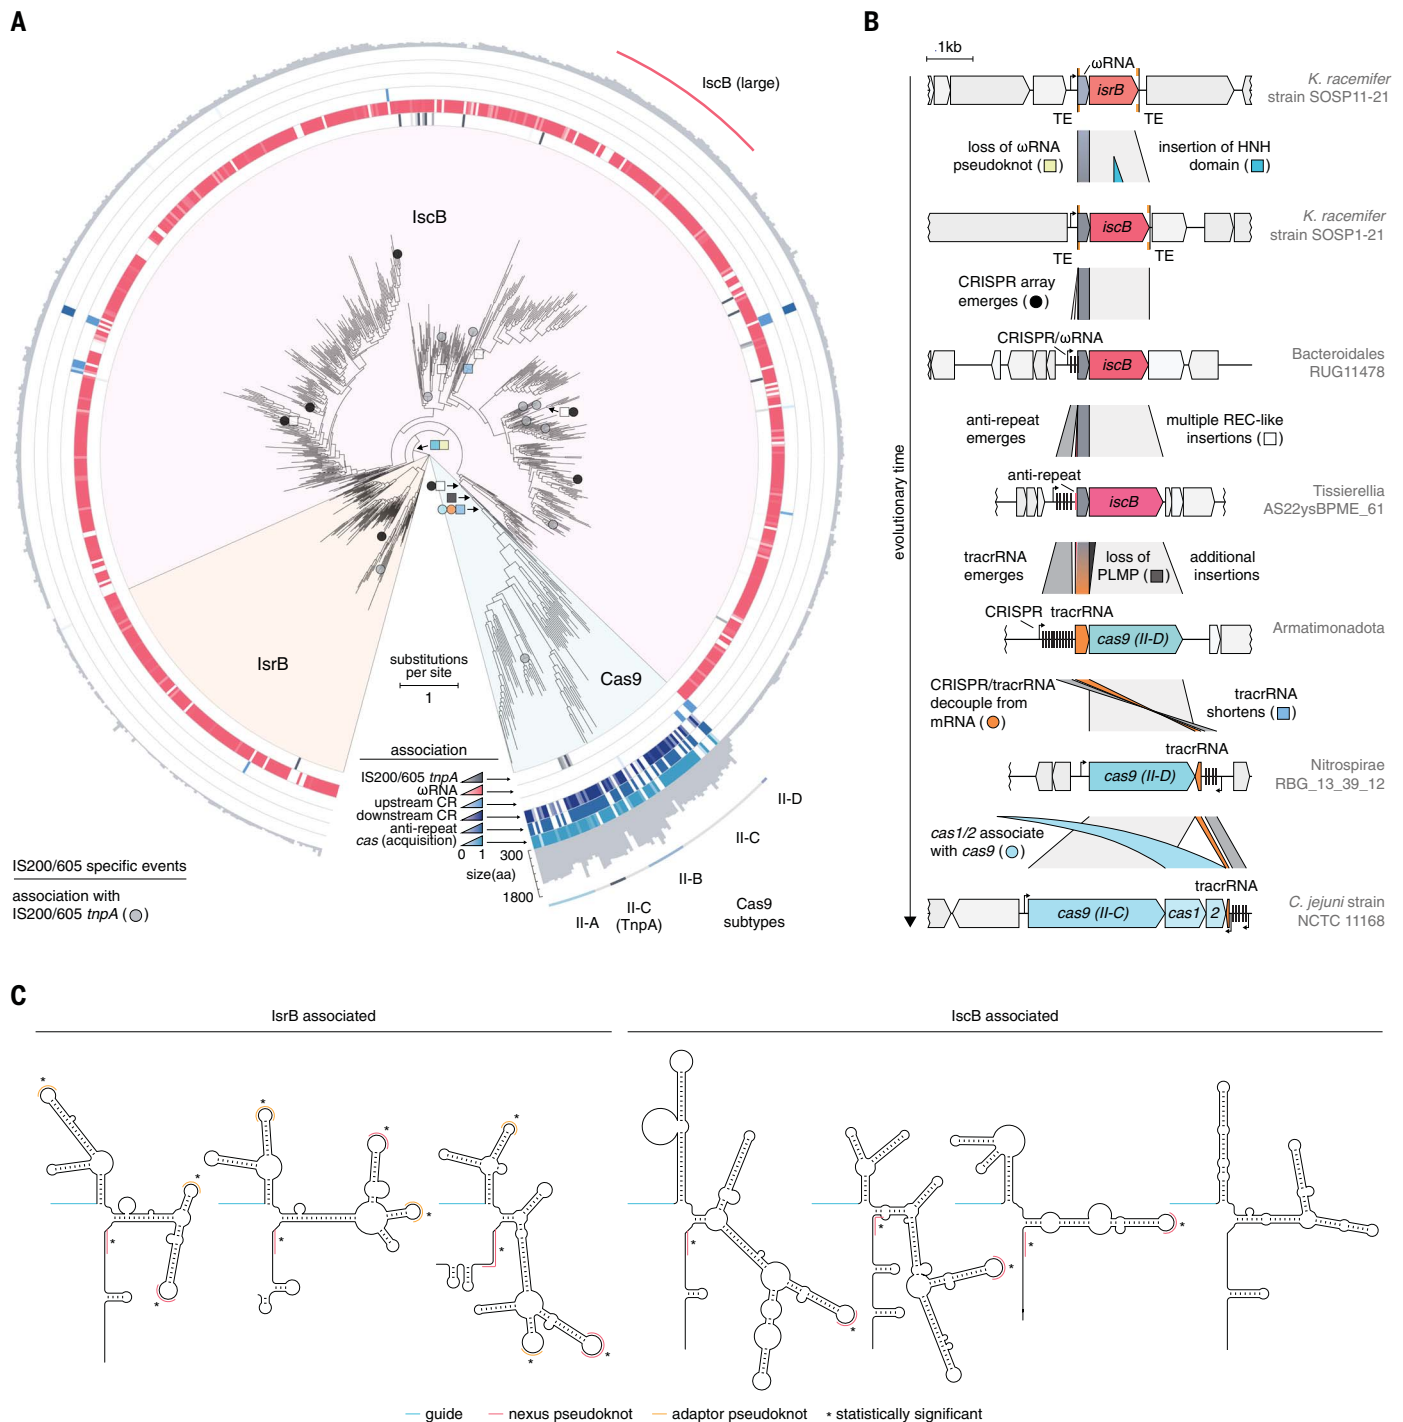 A
IscB (large)
IscB
IsrB
Cas9
substitutions
per site
1
association
IS200/605 tnpA
ωRNA
upstream CR
downstream CR
anti-repeat
cas (acquisition)
0 1
300
size(aa)
1800
II-D
II-C
II-B
II-C
(TnpA)
II-A
Cas9
subtypes
IS200/605 specific events
association with
IS200/605 tnpA ( )
B
.1kb
evolutionary time
ωRNA
isrB
TE
TE
K. racemifer
strain SOSP11-21
loss of ωRNA
pseudoknot ( )
insertion of HNH
domain ( )
iscB
TE
TE
K. racemifer
strain SOSP1-21
CRISPR array
emerges ( )
CRISPR/ωRNA
iscB
Bacteroidales
RUG11478
anti-repeat
emerges
multiple REC-like
insertions ( )
anti-repeat
iscB
Tissierellia
AS22ysBPME_61
tracrRNA
emerges
loss of
PLMP ( )
additional
insertions
CRISPR tracrRNA
cas9 (II-D)
Armatimonadota
CRISPR/tracrRNA
decouple from
mRNA ( )
tracrRNA
shortens ( )
tracrRNA
cas9 (II-D)
Nitrospirae
RBG_13_39_12
cas1/2 associate
with cas9 ( )
tracrRNA
cas9 (II-C)
cas1
2
C. jejuni strain
NCTC 11168
C
IsrB associated
IscB associated
* * * * * * * * * * * * * * * * * *
guide
nexus pseudoknot
adaptor pseudoknot
* statistically significant